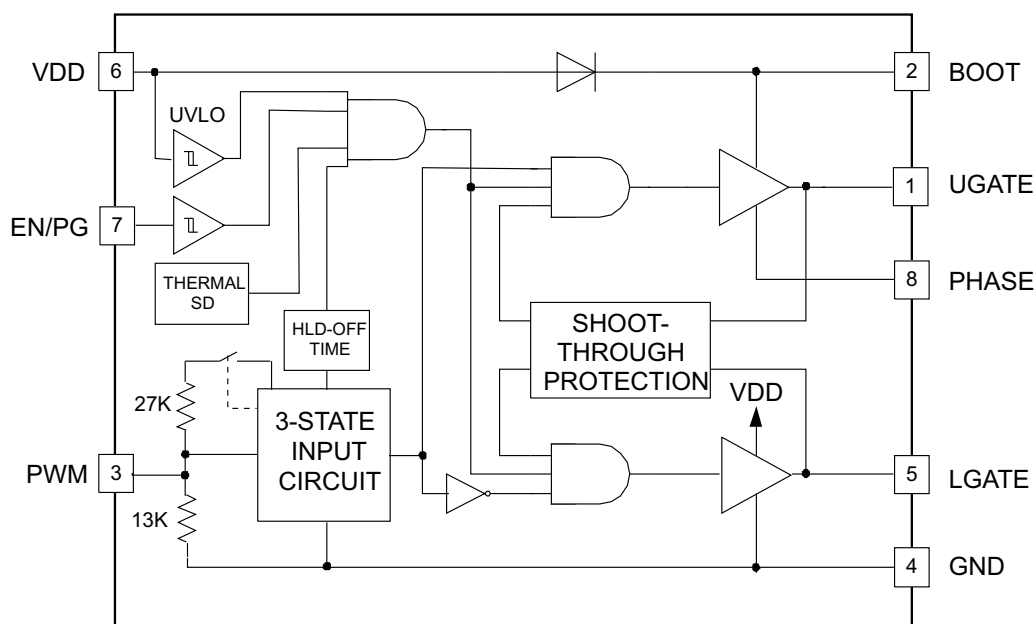 VDD
6
2
BOOT
UVLO
1
UGATE
EN/PG
7
8
PHASE
THERMAL
SD
HLD-OFF
TIME
SHOOT-
THROUGH
PROTECTION
VDD
27K
3-STATE
INPUT
CIRCUIT
PWM
3
5
LGATE
13K
4
GND